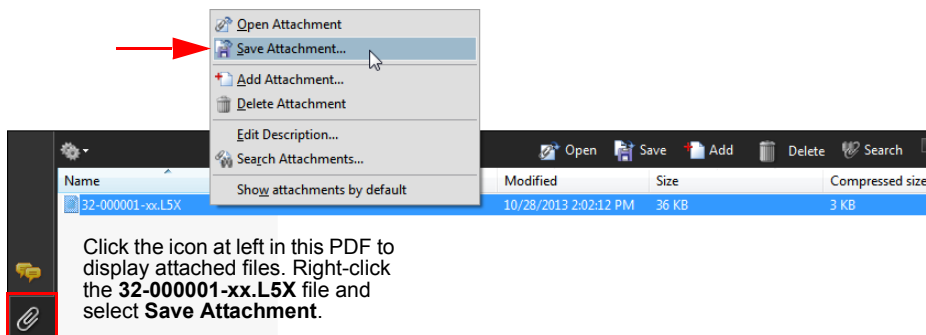 Open Attachment
Save Attachment...
Add Attachment...
Delete Attachment
Edit Description...
Search Attachments...
Show attachments by default
Open Save Add Delete Search
Name Modified Size Compressed size
32-000001-xx.L5X 10/28/2013 2:02:12 PM 36 KB 3 KB
Click the icon at left in this PDF to
display attached files. Right-click
the 32-000001-xx.L5X file and
select Save Attachment.